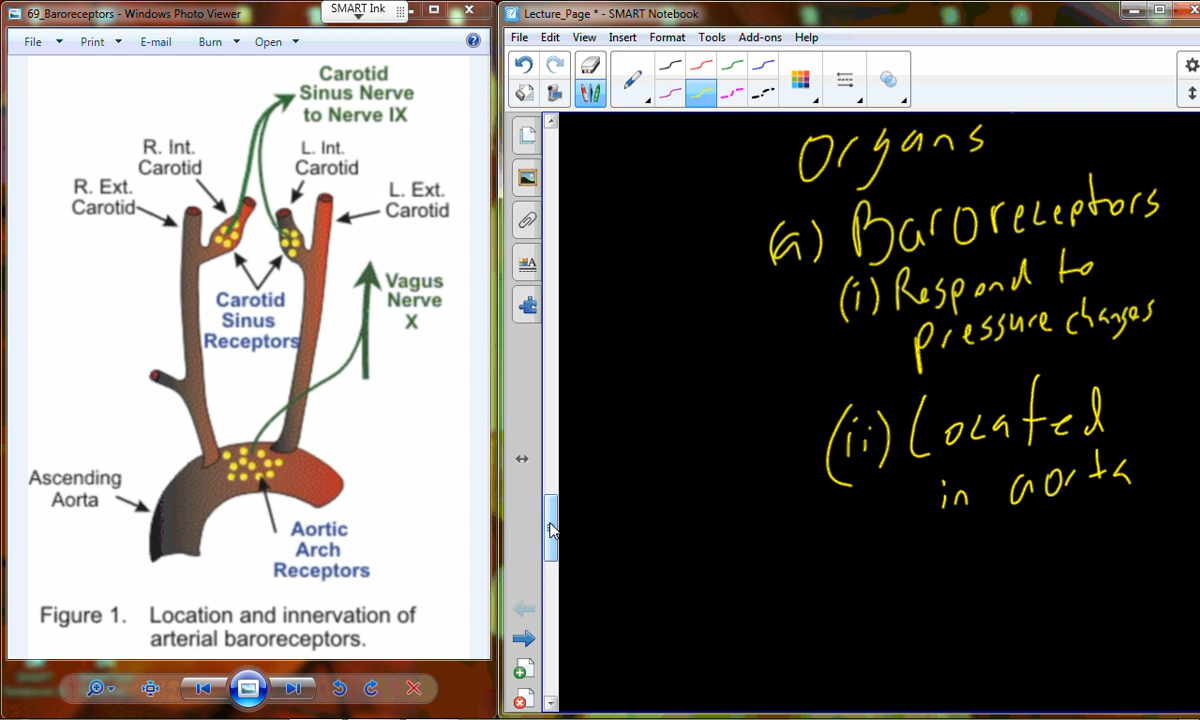 69_Baroreceptors - Windows Photo Viewer
SMART Ink
File Print E-mail Burn Open
Carotid
Sinus Nerve
to Nerve IX
R. Int.
Carotid
L. Int.
Carotid
R. Ext.
Carotid
L. Ext.
Carotid
Carotid
Sinus
Receptors
Vagus
Nerve
X
Ascending
Aorta
Aortic
Arch
Receptors
Figure 1. Location and innervation of
arterial baroreceptors.
Lecture_Page * - SMART Notebook
File Edit View Insert Format Tools Add-ons Help
Organs
(a) Baroreceptors
(i) Respond to
pressure changes
(ii) Located
in aorta